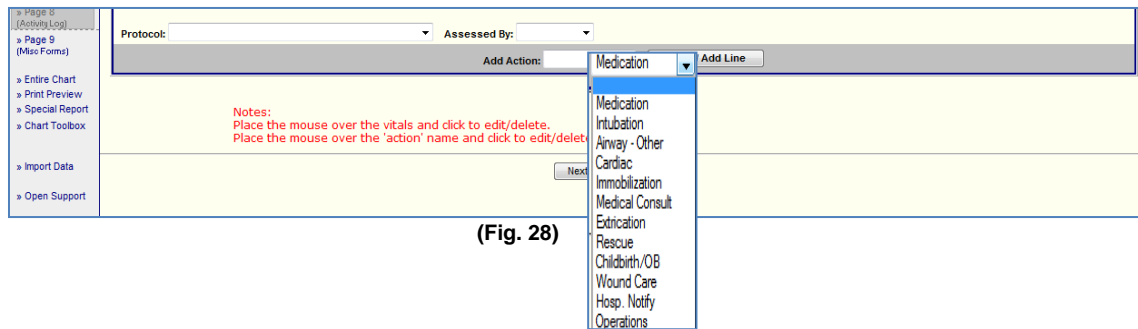 » Page 8
(Activity Log)
» Page 9
(Misc Forms)
» Entire Chart
» Print Preview
» Special Report
» Chart Toolbox
» Import Data
» Open Support
Protocol: Assessed By:
Add Action: Medication Add Line
Medication
Intubation
Airway - Other
Cardiac
Immobilization
Medical Consult
Extrication
Rescue
Childbirth/OB
Wound Care
Hosp. Notify
Operations
Notes:
Place the mouse over the vitals and click to edit/delete.
Place the mouse over the 'action' name and click to edit/delet
Next
(Fig. 28)